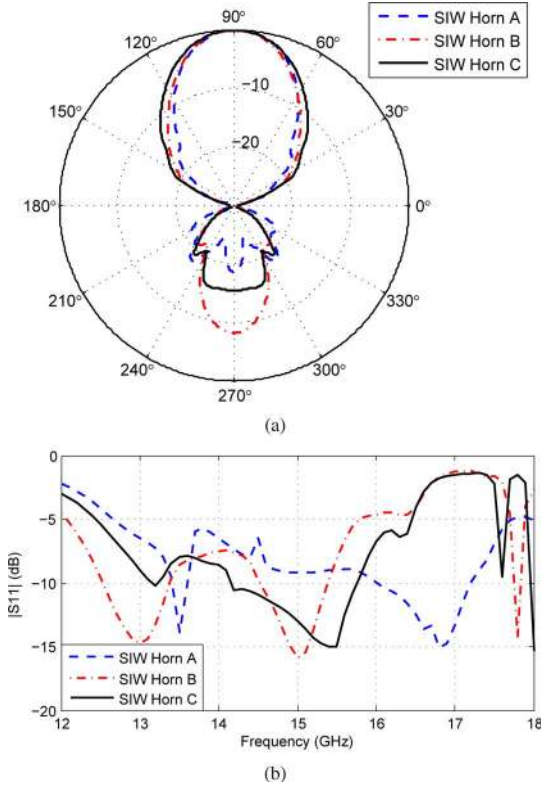 90°
120°
60°
SIW Horn A
SIW Horn B
SIW Horn C
−10
150°
30°
−20
180°
0°
210°
330°
240°
300°
270°
(a)
0
−5
−10
−15
−20
|S11| (dB)
SIW Horn A
SIW Horn B
SIW Horn C
12
13
14
15
16
17
18
Frequency (GHz)
(b)